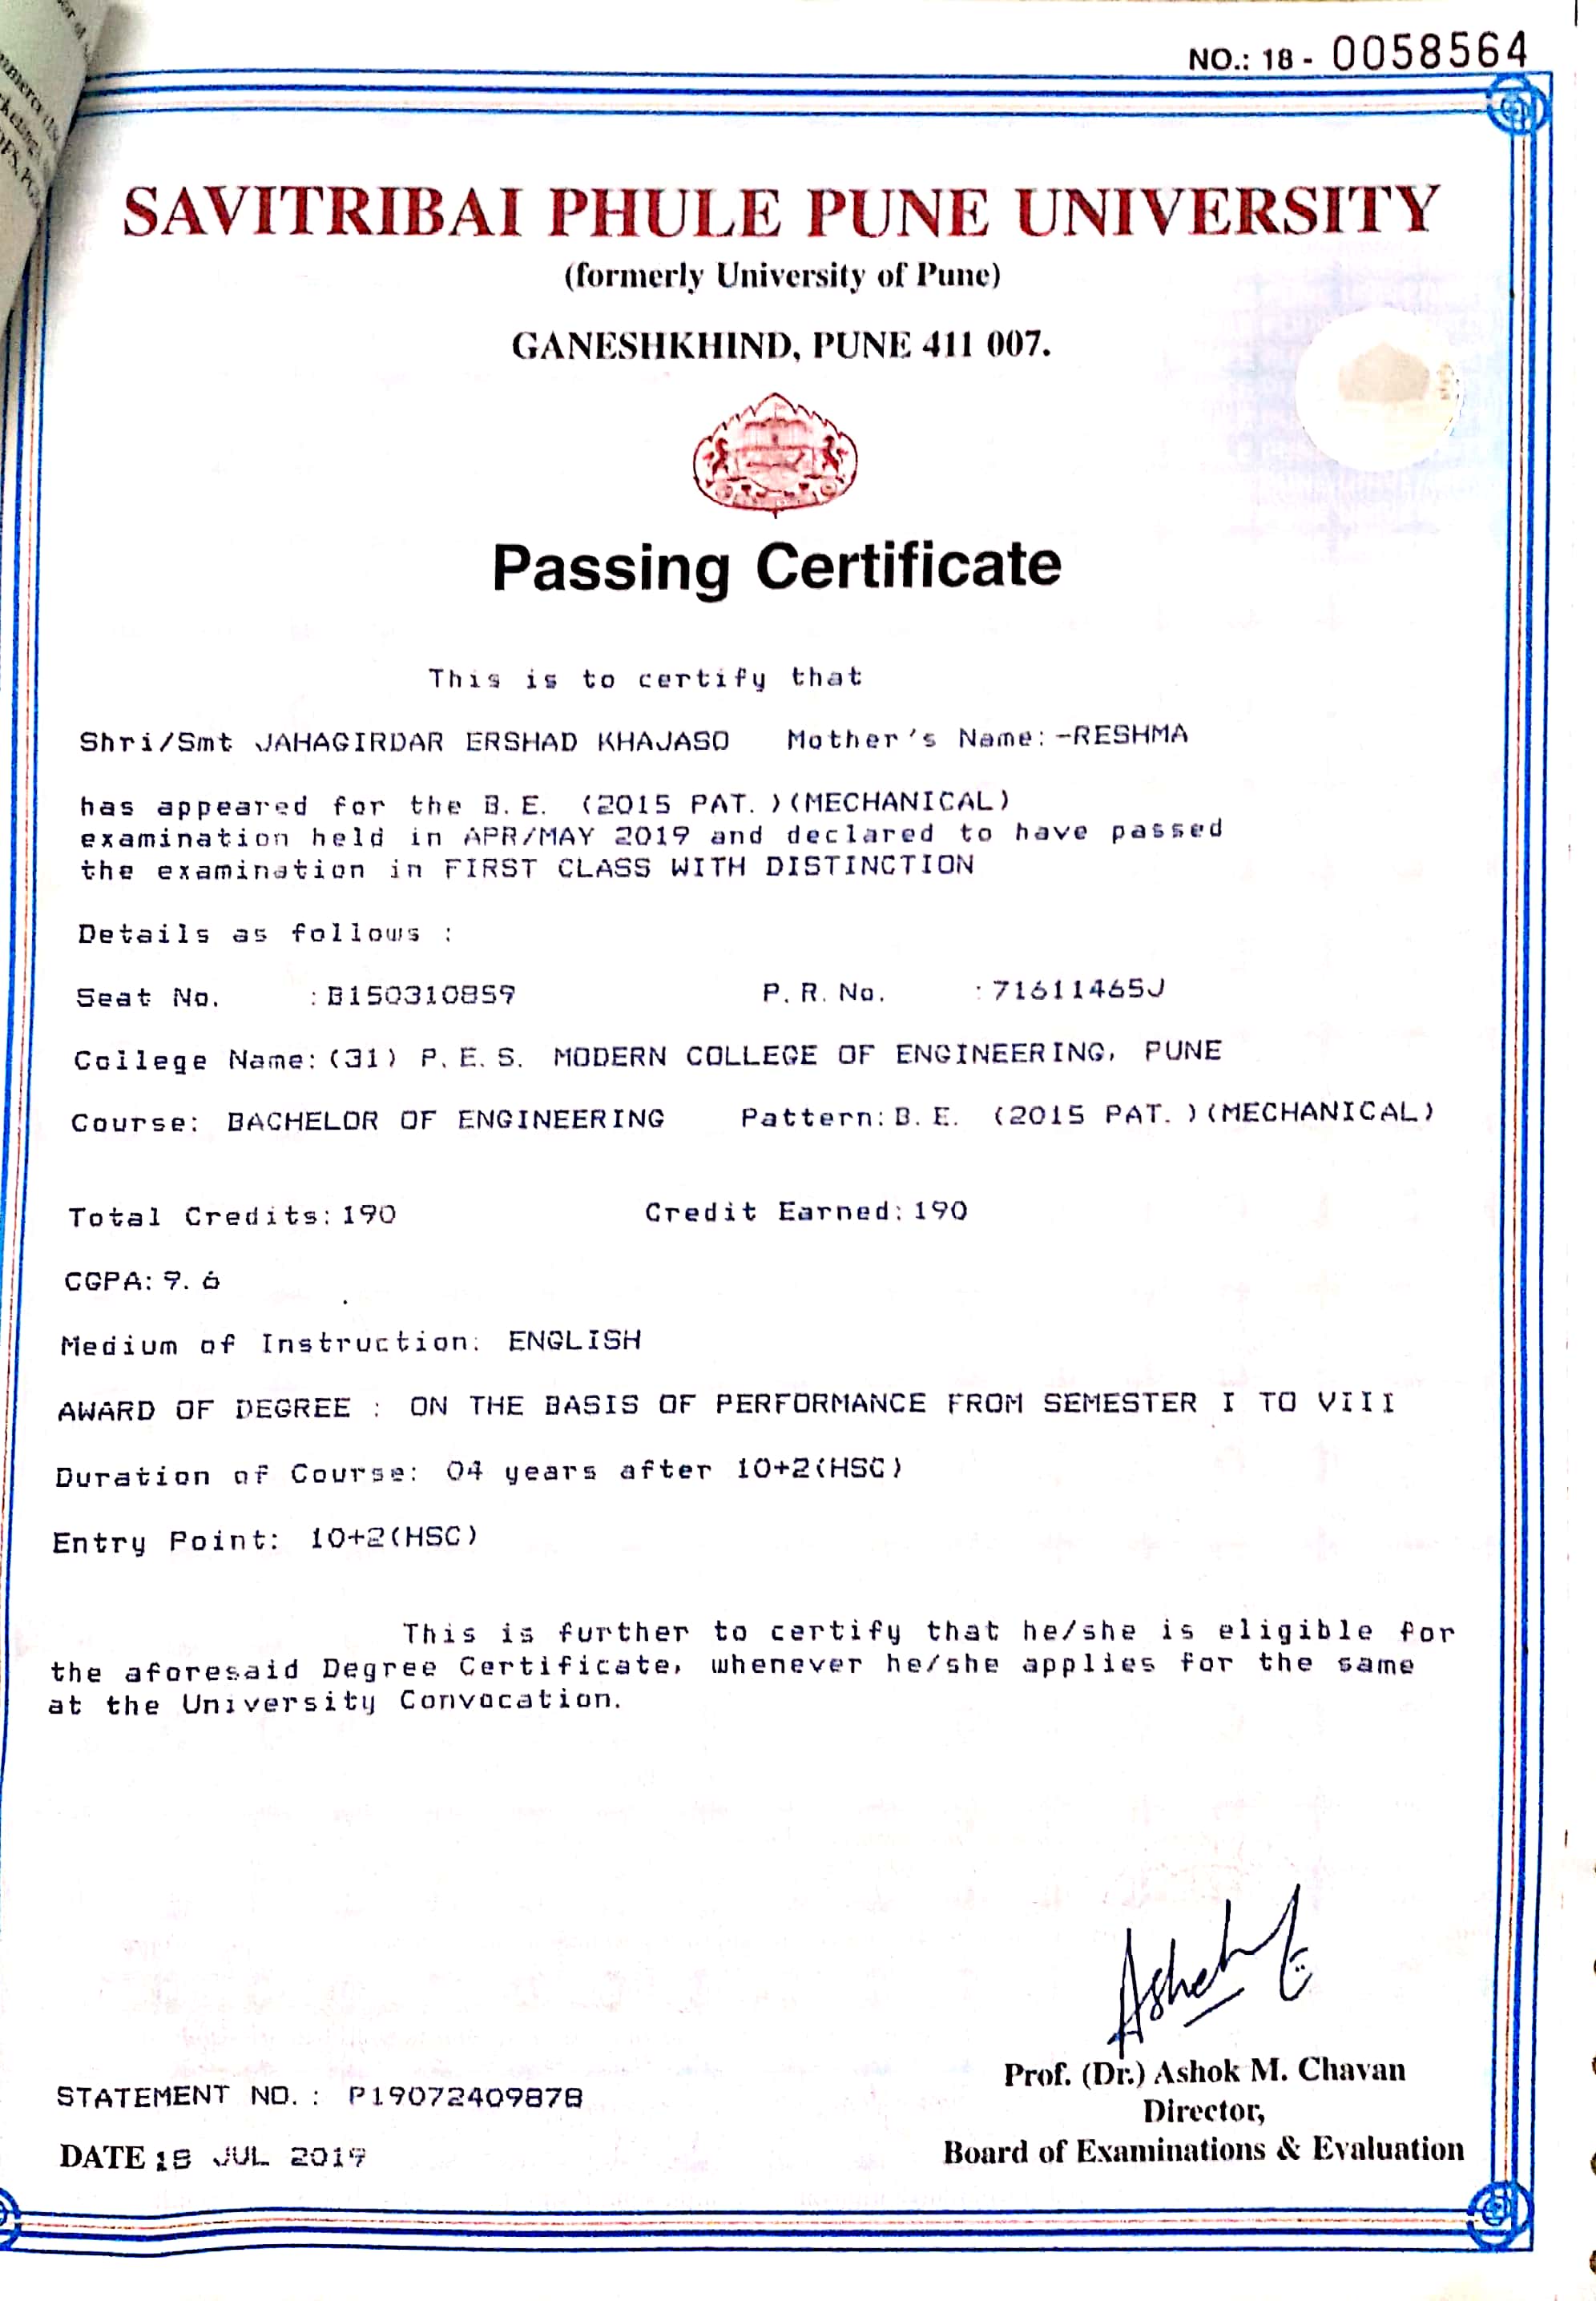 NO.: 18 - 0058564
SAVITRIBAI PHULE PUNE UNIVERSITY
(formerly University of Pune)
GANESHKHIND, PUNE 411 007.
Passing Certificate
This is to certify that
Shri/Smt JAHAGIRDAR ERSHAD KHAJASO Mother's Name:-RESHMA
has appeared for the B.E. (2015 PAT.)(MECHANICAL)
examination held in APR/MAY 2019 and declared to have passed
the examination in FIRST CLASS WITH DISTINCTION
Details as follows :
Seat No. :B150310859 P.R.No. :71611465J
College Name:(31) P.E.S. MODERN COLLEGE OF ENGINEERING, PUNE
Course: BACHELOR OF ENGINEERING Pattern:B.E. (2015 PAT.)(MECHANICAL)
Total Credits:190 Credit Earned:190
CGPA:9.6
Medium of Instruction: ENGLISH
AWARD OF DEGREE : ON THE BASIS OF PERFORMANCE FROM SEMESTER I TO VIII
Duration of Course: 04 years after 10+2(HSC)
Entry Point: 10+2(HSC)
This is further to certify that he/she is eligible for
the aforesaid Degree Certificate, whenever he/she applies for the same
at the University Convocation.
Prof. (Dr.) Ashok M. Chavan
Director,
Board of Examinations & Evaluation
STATEMENT NO.: P19072409878
DATE 18 JUL 2019